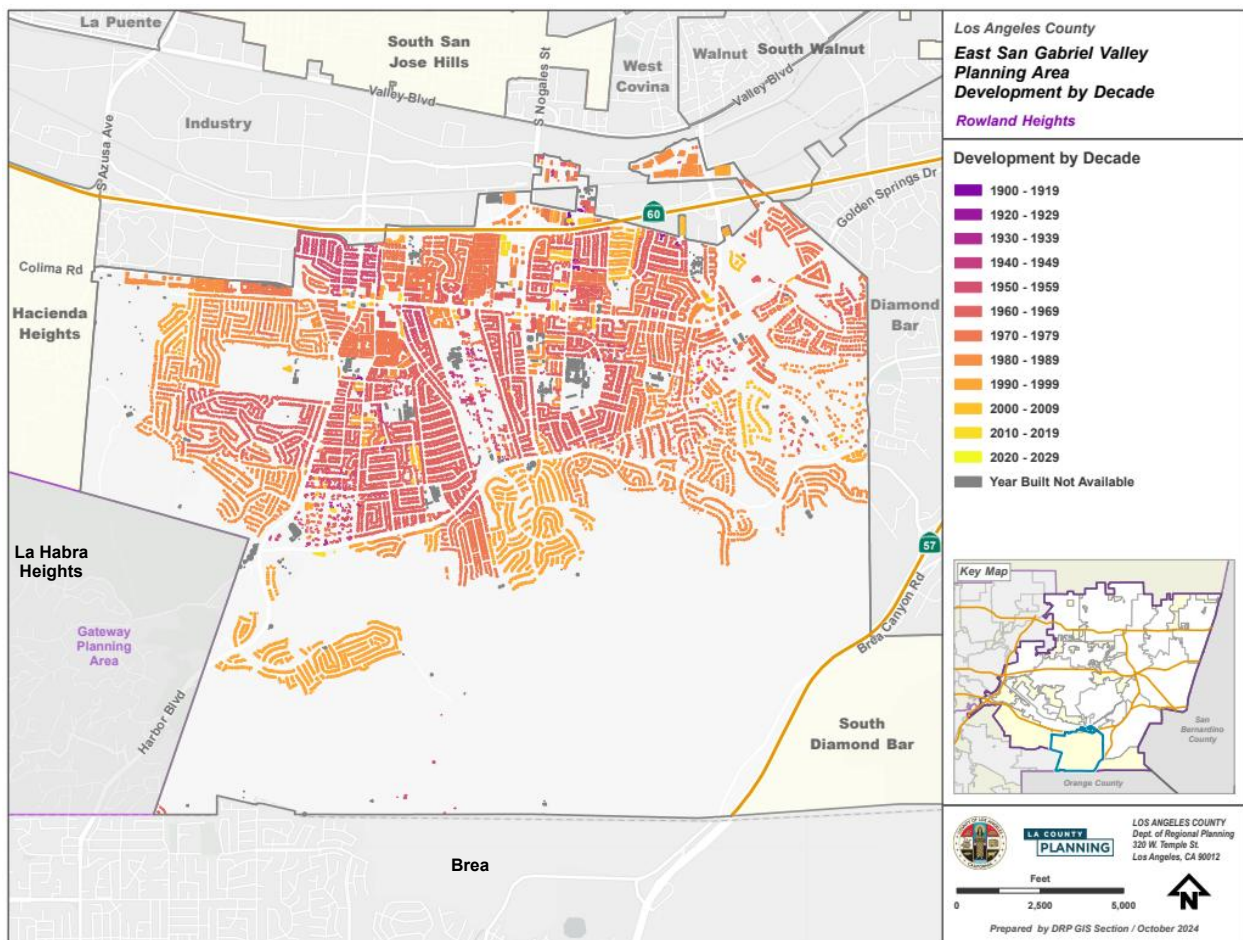 La Puente
South San
Jose Hills
S Nogales St
West
Covina
Walnut
South Walnut
Valley Blvd
Valley Blvd
Industry
S Azusa Ave
Golden Springs Dr
60
Colima Rd
Hacienda
Heights
Diamond
Bar
57
La Habra
Heights
Gateway
Planning
Area
Harbor Blvd
Brea Canyon Rd
South
Diamond Bar
Brea
Los Angeles County
East San Gabriel Valley
Planning Area
Development by Decade
Rowland Heights
Development by Decade
1900 - 1919
1920 - 1929
1930 - 1939
1940 - 1949
1950 - 1959
1960 - 1969
1970 - 1979
1980 - 1989
1990 - 1999
2000 - 2009
2010 - 2019
2020 - 2029
Year Built Not Available
Key Map
San
Bernardino
County
Orange County
LA COUNTY
PLANNING
LOS ANGELES COUNTY
Dept. of Regional Planning
320 W. Temple St.
Los Angeles, CA 90012
Feet
0 2,500 5,000
N
Prepared by DRP GIS Section / October 2024